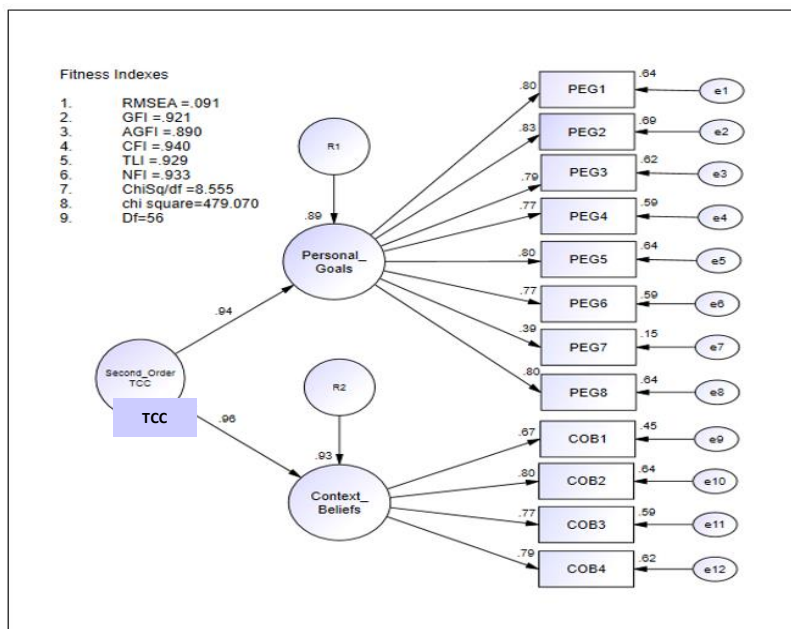 Fitness Indexes
1. RMSEA =.091
2. GFI =.921
3. AGFI =.890
4. CFI =.940
5. TLI =.929
6. NFI =.933
7. ChiSq/df =8.555
8. chi square=479.070
9. Df=56
R1
.89
Personal_
Goals
.94
Second_Order
TCC
TCC
.96
R2
.93
Context_
Beliefs
.80 PEG1 .64 e1
.83 PEG2 .69 e2
.79 PEG3 .62 e3
.77 PEG4 .59 e4
.80 PEG5 .64 e5
.77 PEG6 .59 e6
.39 PEG7 .15 e7
.80 PEG8 .64 e8
.67 COB1 .45 e9
.80 COB2 .64 e10
.77 COB3 .59 e11
.79 COB4 .62 e12